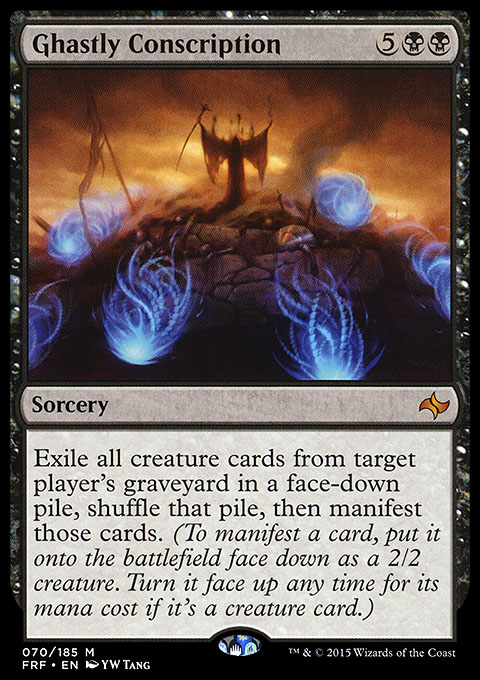 Ghastly Conscription 5
Sorcery
Exile all creature cards from target
player's graveyard in a face-down
pile, shuffle that pile, then manifest
those cards. (To manifest a card, put it
onto the battlefield face down as a 2/2
creature. Turn it face up any time for its
mana cost if it's a creature card.)
070/185 M
FRF • EN YW TANG
™ & © 2015 Wizards of the Coast